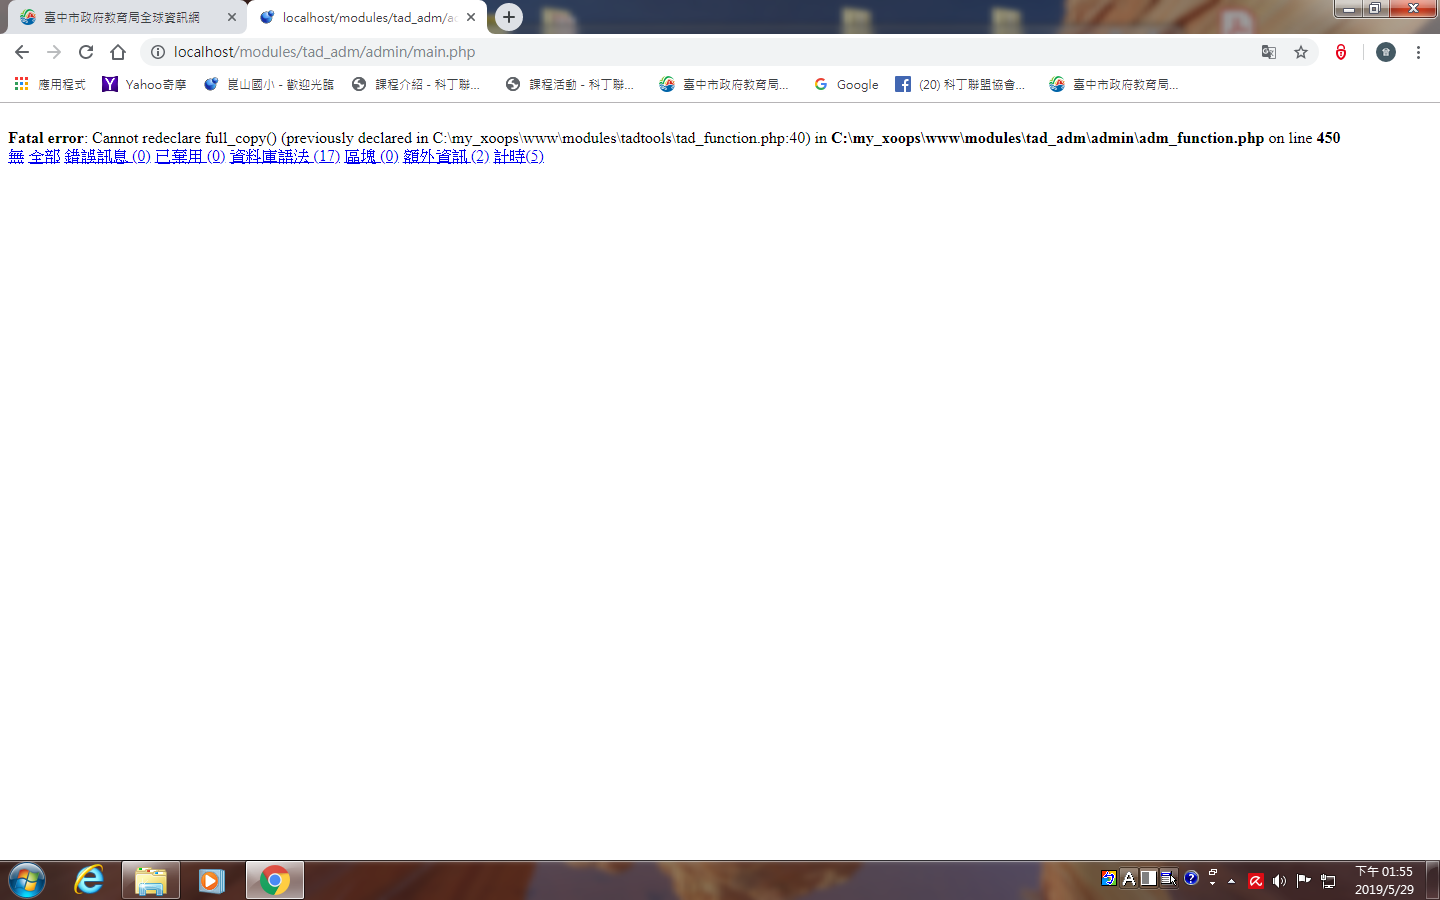 臺中市政府教育局全球資訊網
localhost/modules/tad_adm/ad
localhost/modules/tad_adm/admin/main.php
應用程式 Yahoo奇摩 崑山國小 - 歡迎光臨 課程介紹 - 科丁聯... 課程活動 - 科丁聯... 臺中市政府教育局... Google (20) 科丁聯盟協會... 臺中市政府教育局...
Fatal error: Cannot redeclare full_copy() (previously declared in C:\my_xoops\www\modules\tadtools\tad_function.php:40) in C:\my_xoops\www\modules\tad_adm\admin\adm_function.php on line 450
無 全部 錯誤訊息 (0) 已棄用 (0) 資料庫語法 (17) 區塊 (0) 額外資訊 (2) 計時(5)
A
下午 01:55
2019/5/29